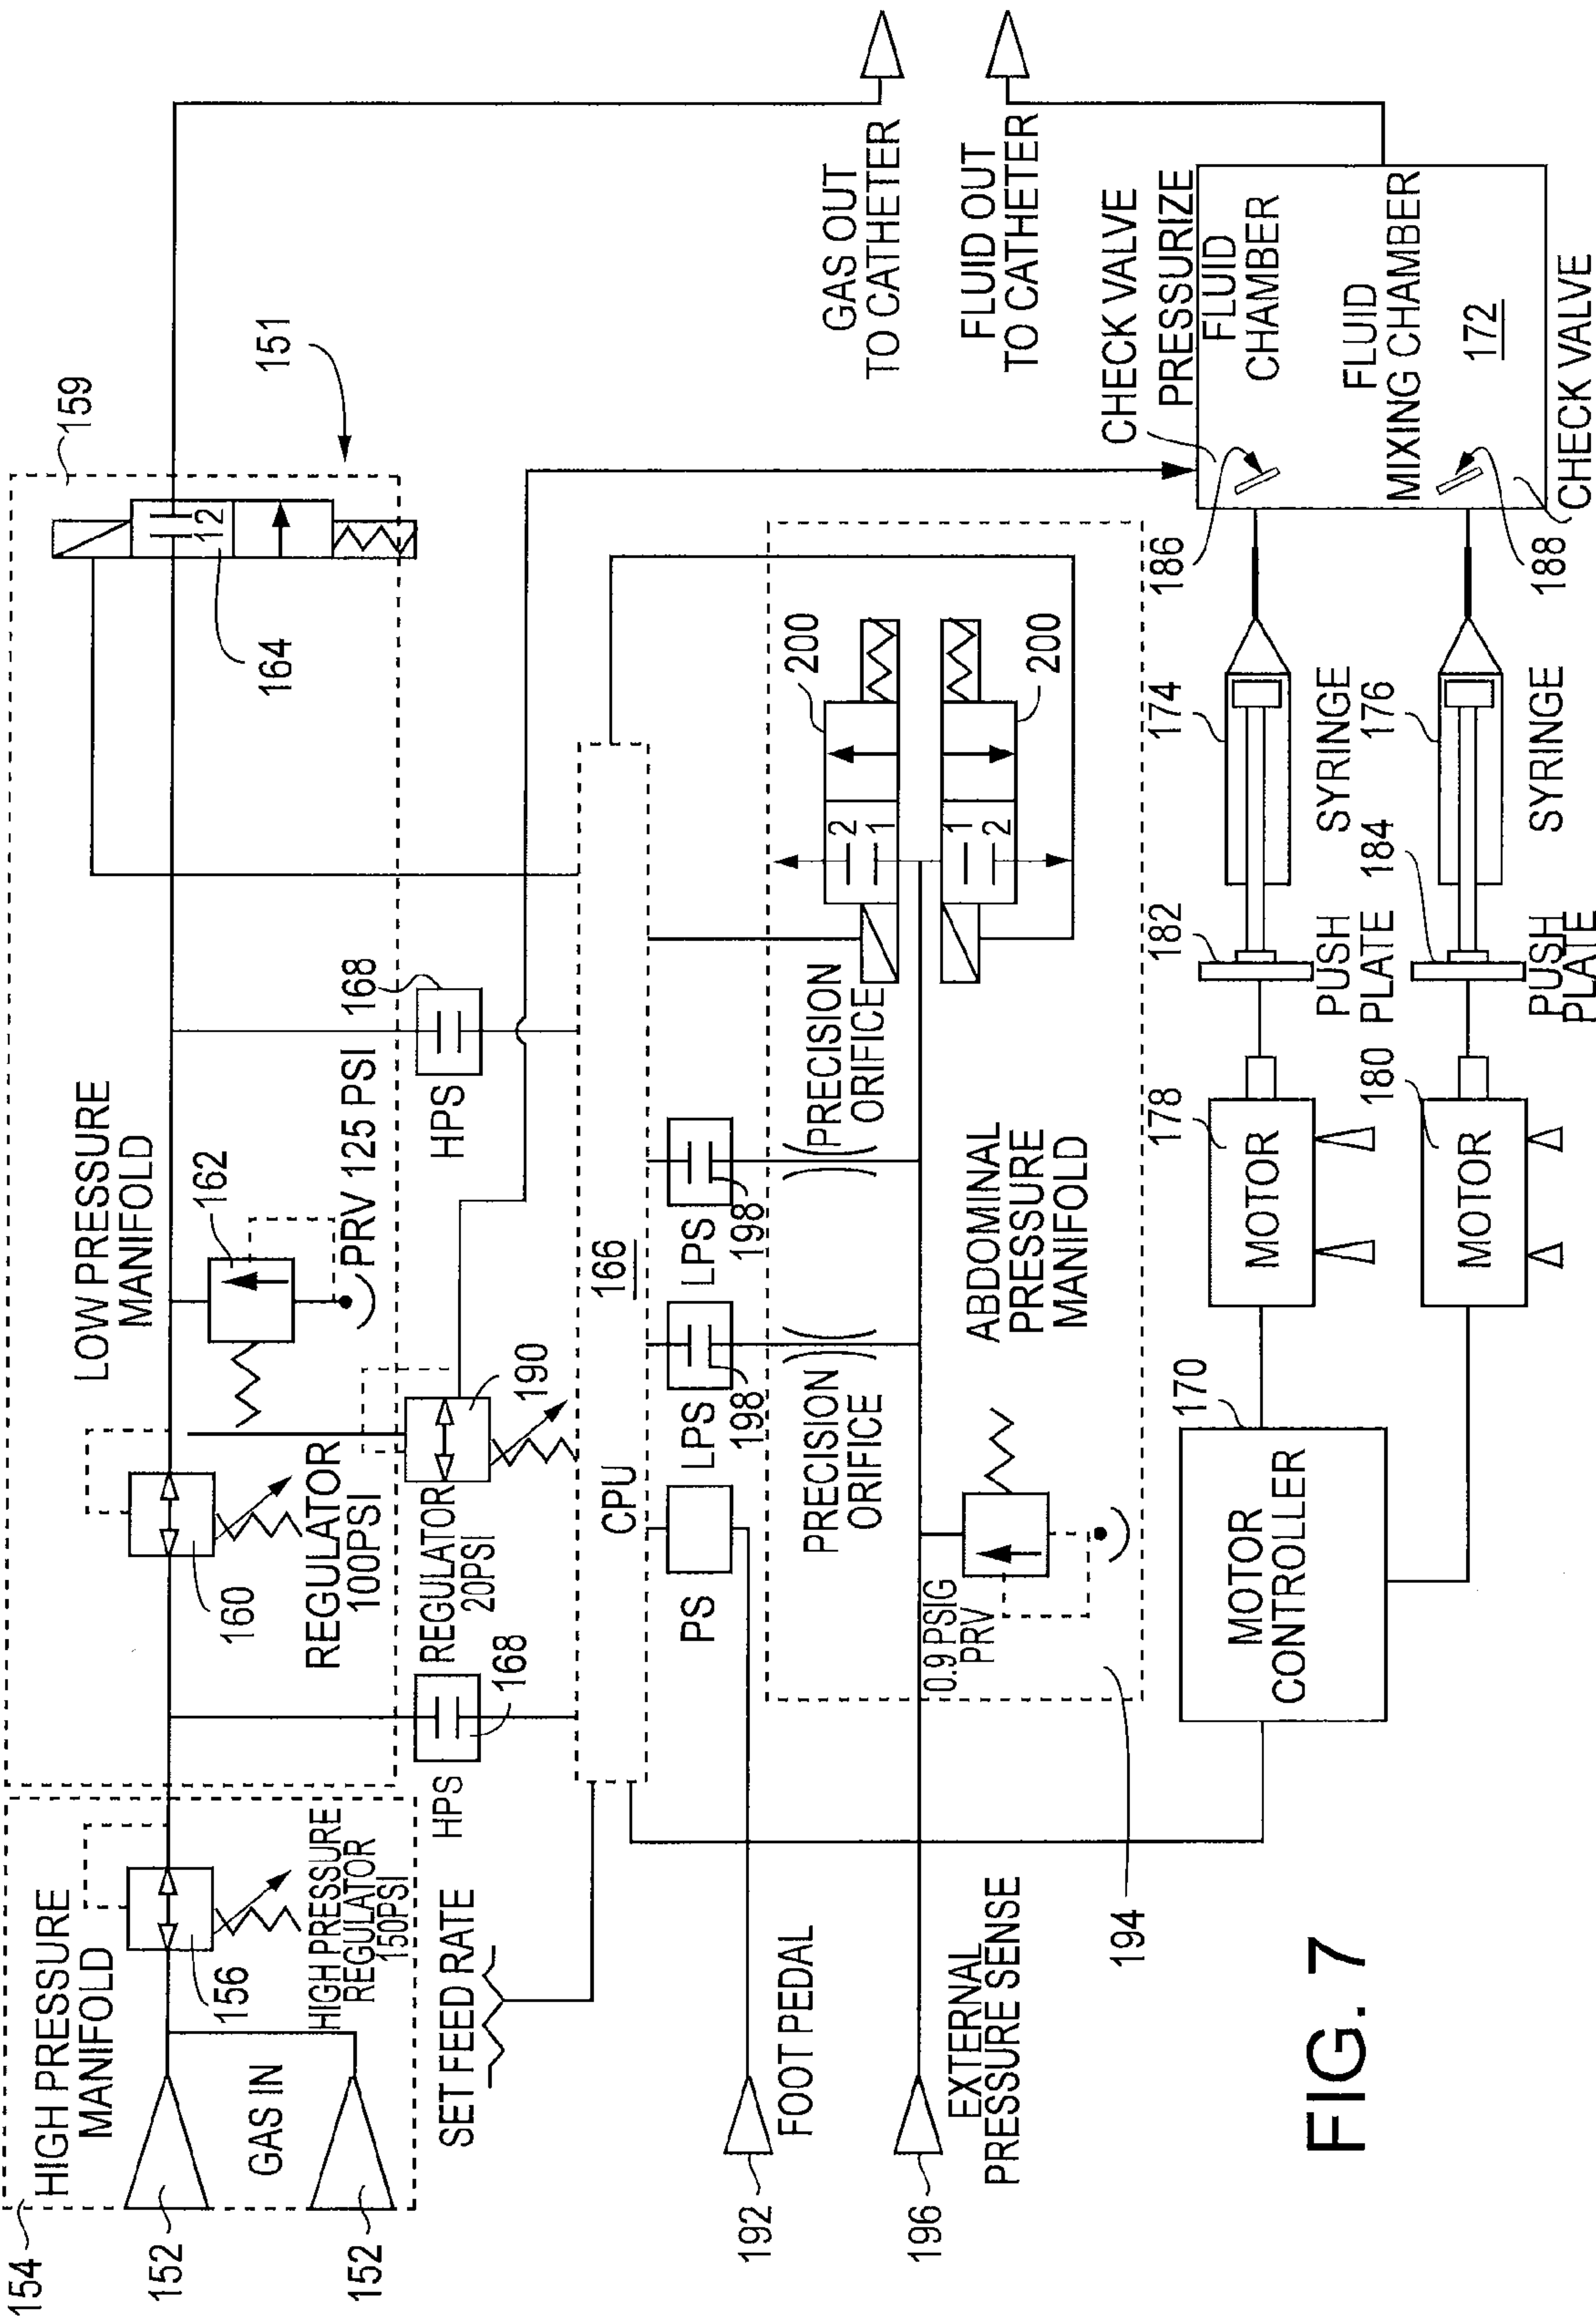 154
HIGH PRESSURE
MANIFOLD
152
GAS IN
152
156
HIGH PRESSURE
REGULATOR
150PSI
LOW PRESSURE
MANIFOLD
160
REGULATOR
100PSI
162
PRV 125 PSI
159
151
12
164
HPS
168
REGULATOR
20PSI
190
HPS
168
SET FEED RATE
CPU
166
PS
LPS
198
LPS
198
192
FOOT PEDAL
196
EXTERNAL
PRESSURE SENSE
194
0.9 PSIG
PRV
PRECISION
ORIFICE
PRECISION
ORIFICE
ABDOMINAL
PRESSURE
MANIFOLD
2
1
1
2
200
200
GAS OUT
TO CATHETER
FLUID OUT
TO CATHETER
MOTOR
CONTROLLER
170
MOTOR
178
MOTOR
180
182
PUSH
PLATE
184
PUSH
PLATE
174
SYRINGE
176
SYRINGE
186
188
CHECK VALVE
PRESSURIZE
FLUID
CHAMBER
FLUID
MIXING CHAMBER
172
CHECK VALVE
FIG. 7